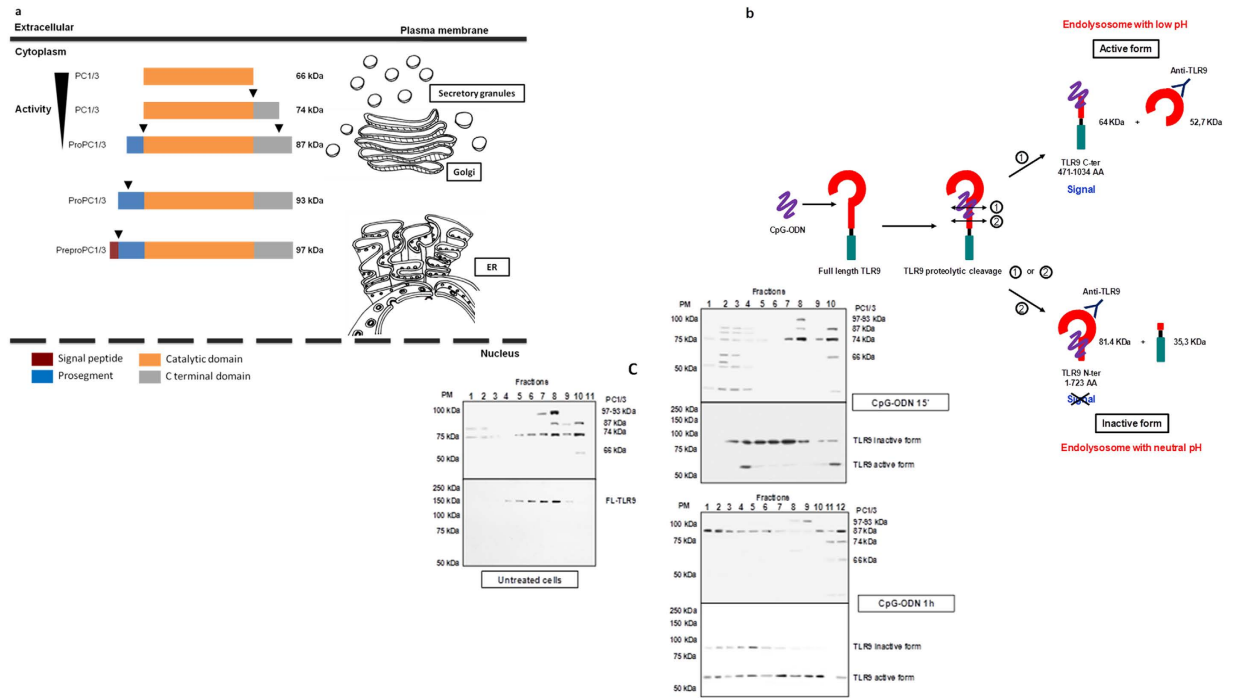 a
Extracellular
Plasma membrane
Cytoplasm
Activity
PC1/3
66 kDa
PC1/3
74 kDa
ProPC1/3
87 kDa
ProPC1/3
93 kDa
PreproPC1/3
97 kDa
Secretory granules
Golgi
ER
Nucleus
Signal peptide
Catalytic domain
Prosegment
C terminal domain
b
Endolysosome with low pH
Active form
Anti-TLR9
64 KDa
+
52,7 KDa
TLR9 C-ter
471-1034 AA
Signal
1
CpG-ODN
Full length TLR9
1
2
TLR9 proteolytic cleavage
1 or 2
2
Anti-TLR9
81.4 KDa
+
35,3 KDa
TLR9 N-ter
1-723 AA
Signal
Inactive form
Endolysosome with neutral pH
C
Fractions
PM
1 2 3 4 5 6 7 8 9 10 11
PC1/3
100 kDa
75 kDa
50 kDa
97-93 kDa
87 kDa
74 kDa
66 kDa
250 kDa
150 kDa
100 kDa
75 kDa
50 kDa
FL-TLR9
Untreated cells
Fractions
PM
1 2 3 4 5 6 7 8 9 10
PC1/3
100 kDa
75 kDa
50 kDa
97-93 kDa
87 kDa
74 kDa
66 kDa
CpG-ODN 15'
250 kDa
150 kDa
100 kDa
75 kDa
50 kDa
TLR9 inactive form
TLR9 active form
Fractions
PM
1 2 3 4 5 6 7 8 9 10 11 12
PC1/3
100 kDa
75 kDa
50 kDa
97-93 kDa
87 kDa
74 kDa
66 kDa
CpG-ODN 1h
250 kDa
150 kDa
100 kDa
75 kDa
50 kDa
TLR9 inactive form
TLR9 active form